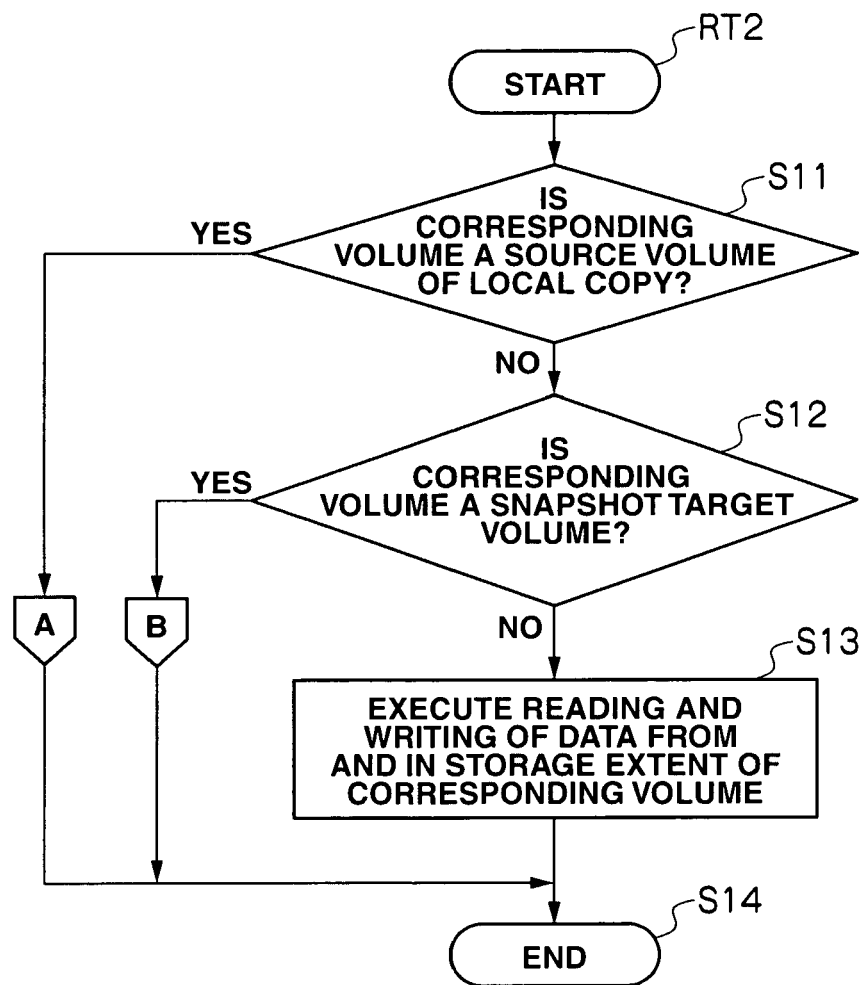 RT2
START
S11
IS
CORRESPONDING
VOLUME A SOURCE VOLUME
OF LOCAL COPY?
YES
NO
S12
IS
CORRESPONDING
VOLUME A SNAPSHOT TARGET
VOLUME?
YES
A
B
NO
S13
EXECUTE READING AND
WRITING OF DATA FROM
AND IN STORAGE EXTENT OF
CORRESPONDING VOLUME
S14
END